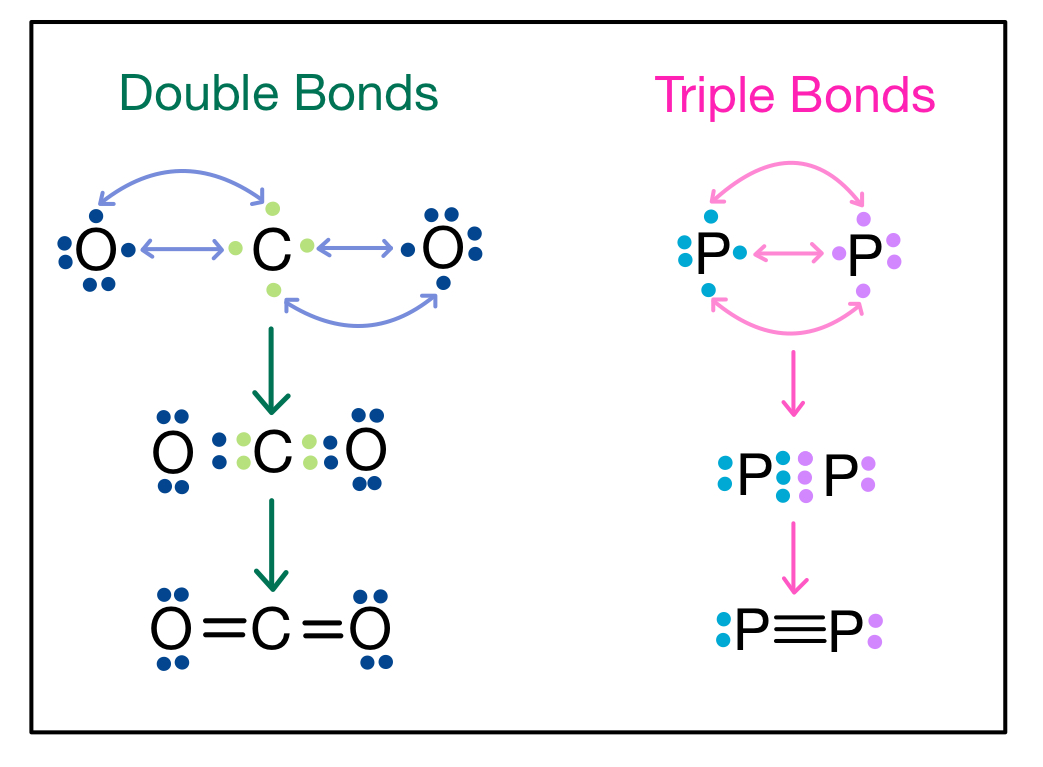 Double Bonds
Triple Bonds
O C O
P P
O C O
P P
O=C=O
P≡P